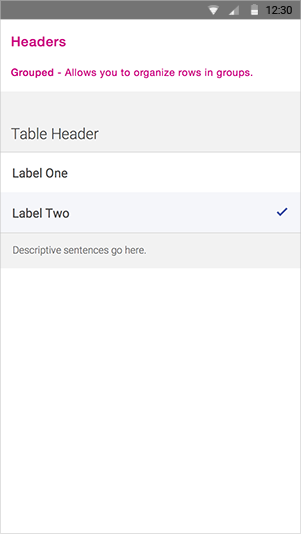 12:30
Headers
Grouped - Allows you to organize rows in groups.
Table Header
Label One
Label Two
Descriptive sentences go here.